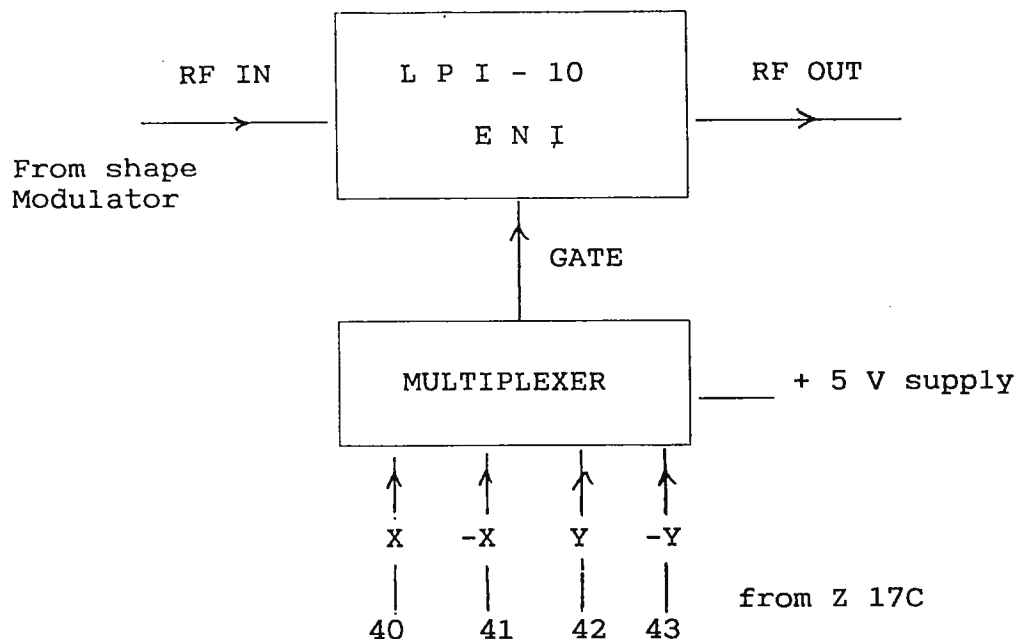 L P I - 10
RF IN
RF OUT
E N I
From shape
Modulator
GATE
MULTIPLEXER
+ 5 V supply
X -X Y -Y
from Z 17C
40 41 42 43